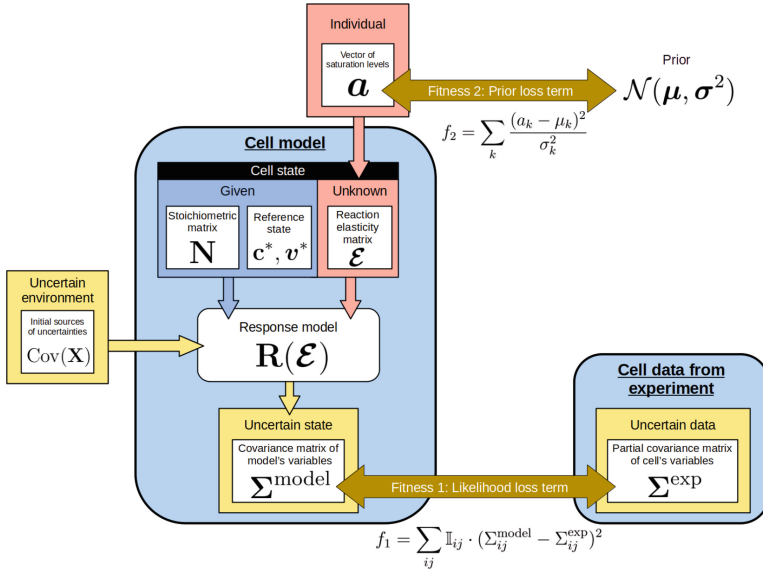 Individual
Vector of
saturation levels
a
Fitness 2: Prior loss term
Prior
𝒩(μ, σ²)
f₂ = ∑ₖ (aₖ − μₖ)² / σₖ²
Cell model
Cell state
Given
Unknown
Stoichiometric
matrix
N
Reference
state
c*, v*
Reaction
elasticity
matrix
ℰ
Uncertain
environment
Initial sources
of uncertainties
Cov(X)
Response model
R(ℰ)
Uncertain state
Covariance matrix of
model's variables
Σ^model
Fitness 1: Likelihood loss term
f₁ = ∑ᵢⱼ 𝕀ᵢⱼ · (Σᵢⱼ^model − Σᵢⱼ^exp)²
Cell data from
experiment
Uncertain data
Partial covariance matrix
of cell's variables
Σ^exp